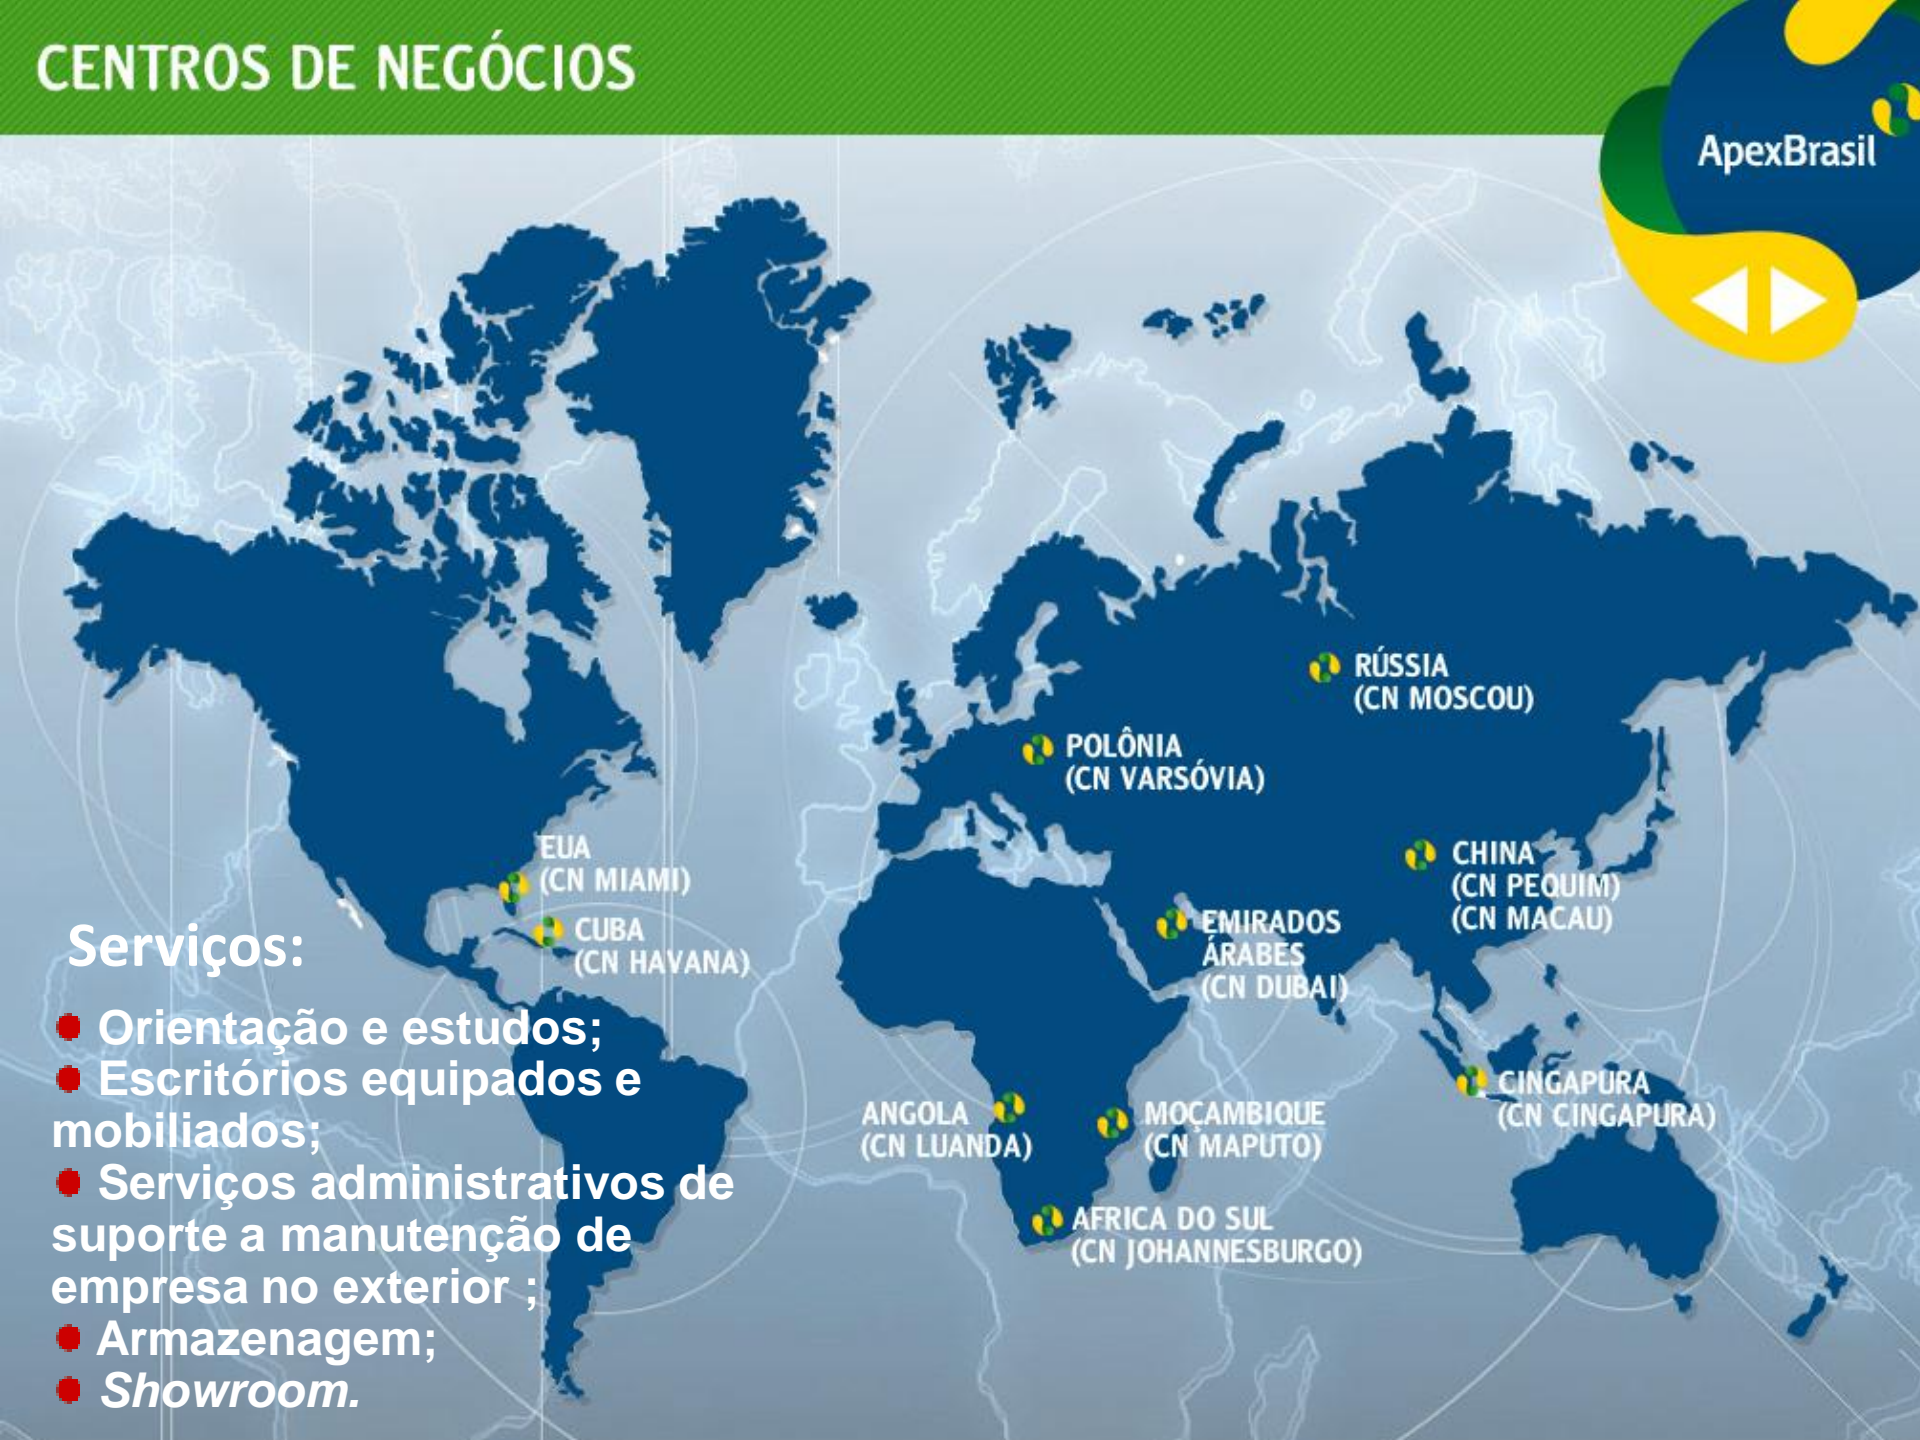 CENTROS DE NEGÓCIOS
ApexBrasil
RÚSSIA
(CN MOSCOU)
POLÔNIA
(CN VARSÓVIA)
EUA
(CN MIAMI)
CUBA
(CN HAVANA)
CHINA
(CN PEQUIM)
(CN MACAU)
EMIRADOS
ÁRABES
(CN DUBAI)
CINGAPURA
(CN CINGAPURA)
ANGOLA
(CN LUANDA)
MOÇAMBIQUE
(CN MAPUTO)
AFRICA DO SUL
(CN JOHANNESBURGO)
Serviços:
Orientação e estudos;
Escritórios equipados e
mobiliados;
Serviços administrativos de
suporte a manutenção de
empresa no exterior ;
Armazenagem;
Showroom.